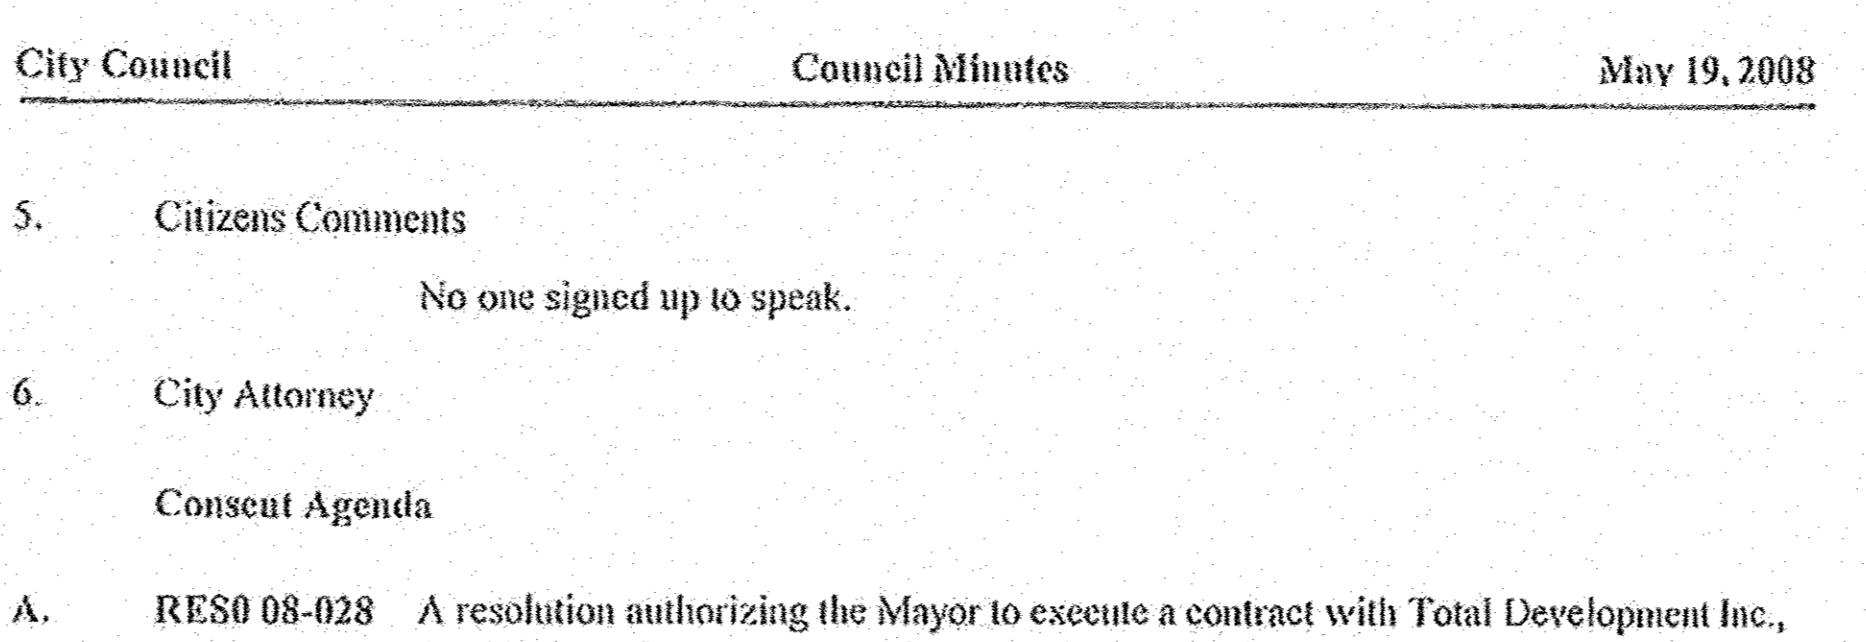 City Council Council Minutes May 19, 2008
5. Citizens Comments
No one signed up to speak.
6. City Attorney
Consent Agenda
A. RES0 08-028 A resolution authorizing the Mayor to execute a contract with Total Development Inc.,